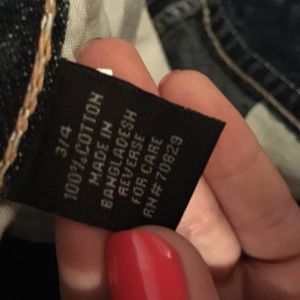 3/4
100% COTTON
MADE IN
BANGLADESH
REVERSE
FOR CARE
RN#70829